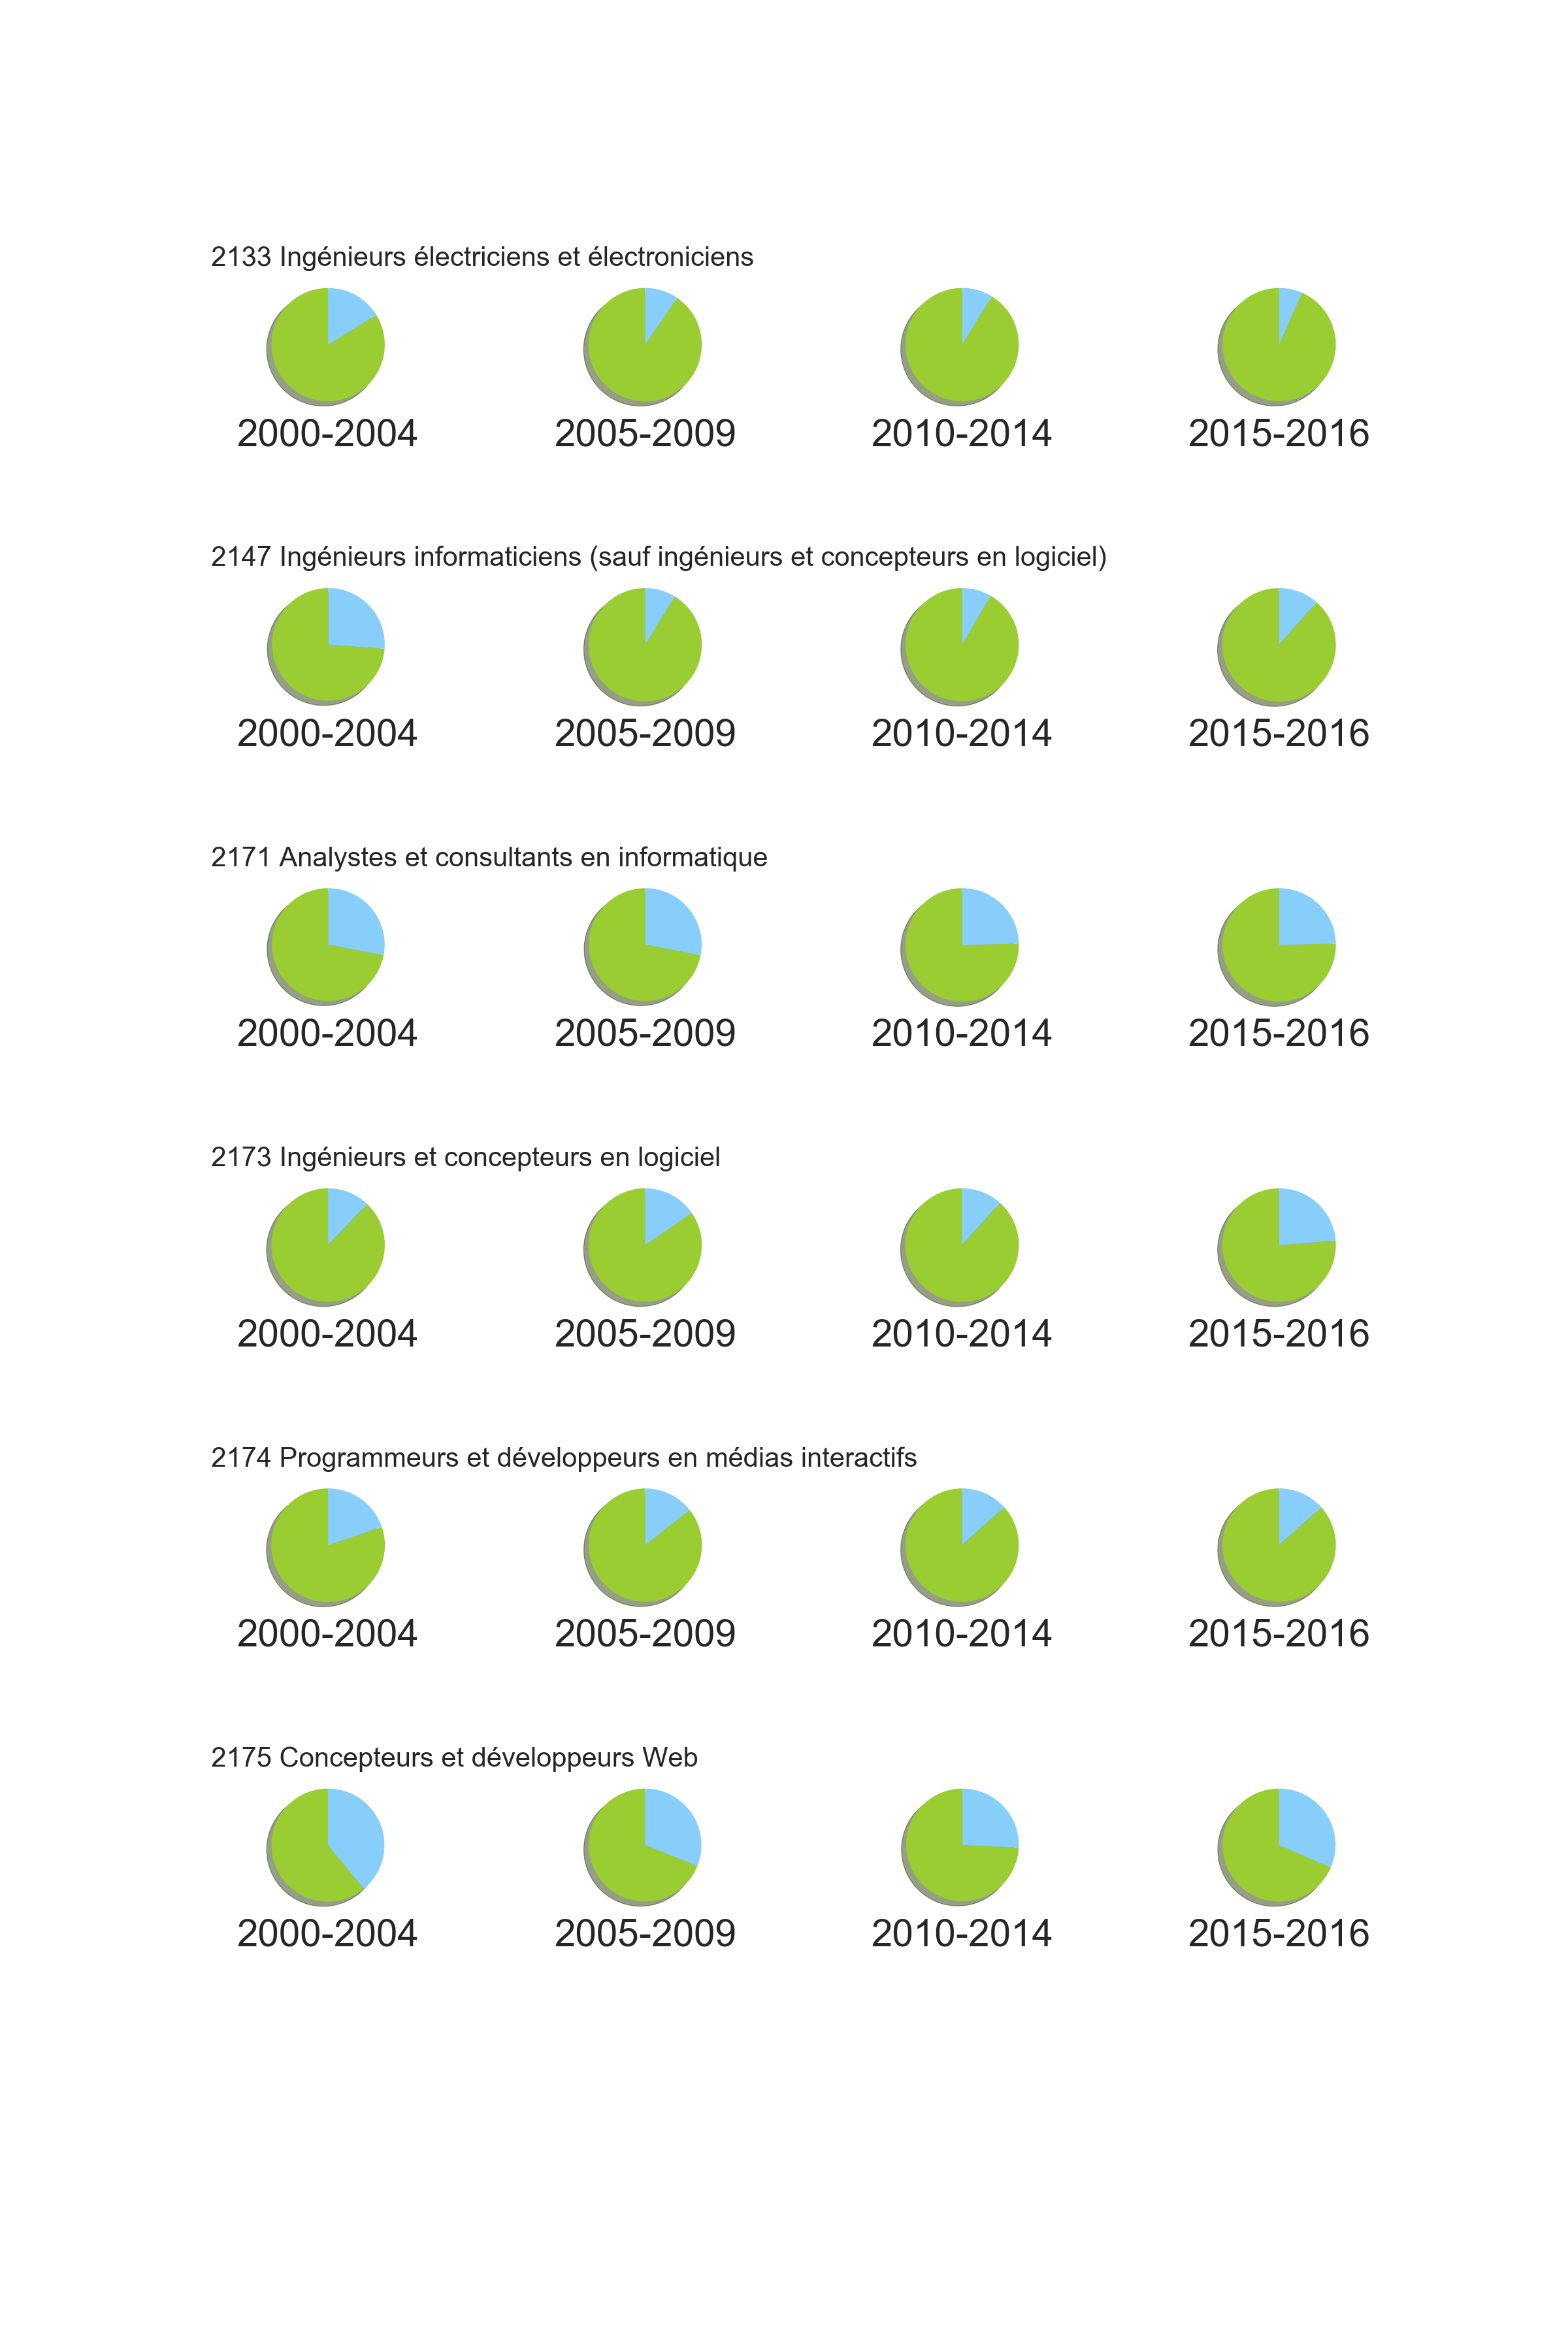 2133 Ingénieurs électriciens et électroniciens
2000-2004 2005-2009 2010-2014 2015-2016
2147 Ingénieurs informaticiens (sauf ingénieurs et concepteurs en logiciel)
2000-2004 2005-2009 2010-2014 2015-2016
2171 Analystes et consultants en informatique
2000-2004 2005-2009 2010-2014 2015-2016
2173 Ingénieurs et concepteurs en logiciel
2000-2004 2005-2009 2010-2014 2015-2016
2174 Programmeurs et développeurs en médias interactifs
2000-2004 2005-2009 2010-2014 2015-2016
2175 Concepteurs et développeurs Web
2000-2004 2005-2009 2010-2014 2015-2016